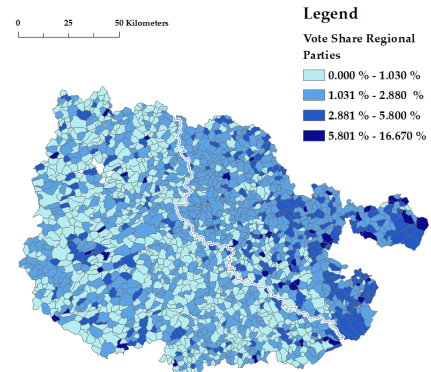 0 25 50 Kilometers
Legend
Vote Share Regional
Parties
0.000 % - 1.030 %
1.031 % - 2.880 %
2.881 % - 5.800 %
5.801 % - 16.670 %